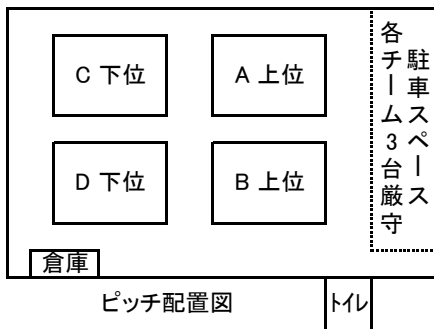 C 下位
A 上位
D 下位
B 上位
駐車スペース
各チーム3台厳守
倉庫
ピッチ配置図
トイレ